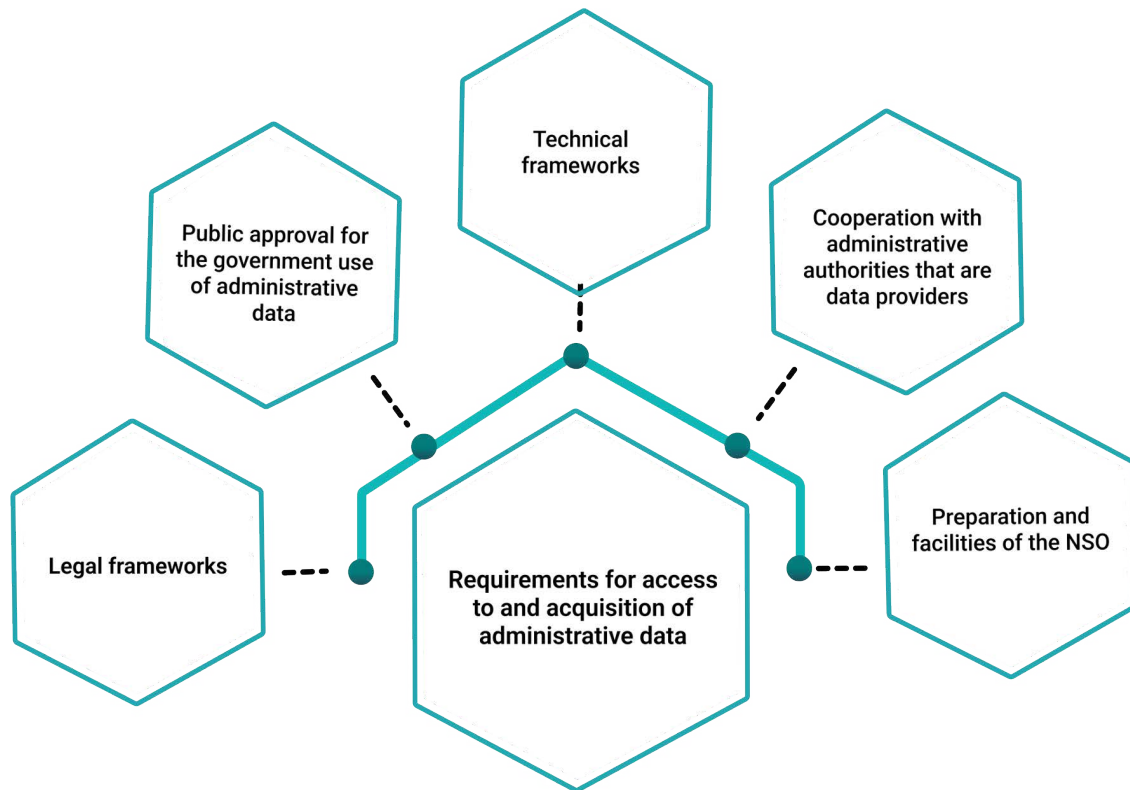 Technical
frameworks
Public approval for
the government use
of administrative
data
Cooperation with
administrative
authorities that are
data providers
Legal frameworks
Requirements for access
to and acquisition of
administrative data
Preparation and
facilities of the NSO